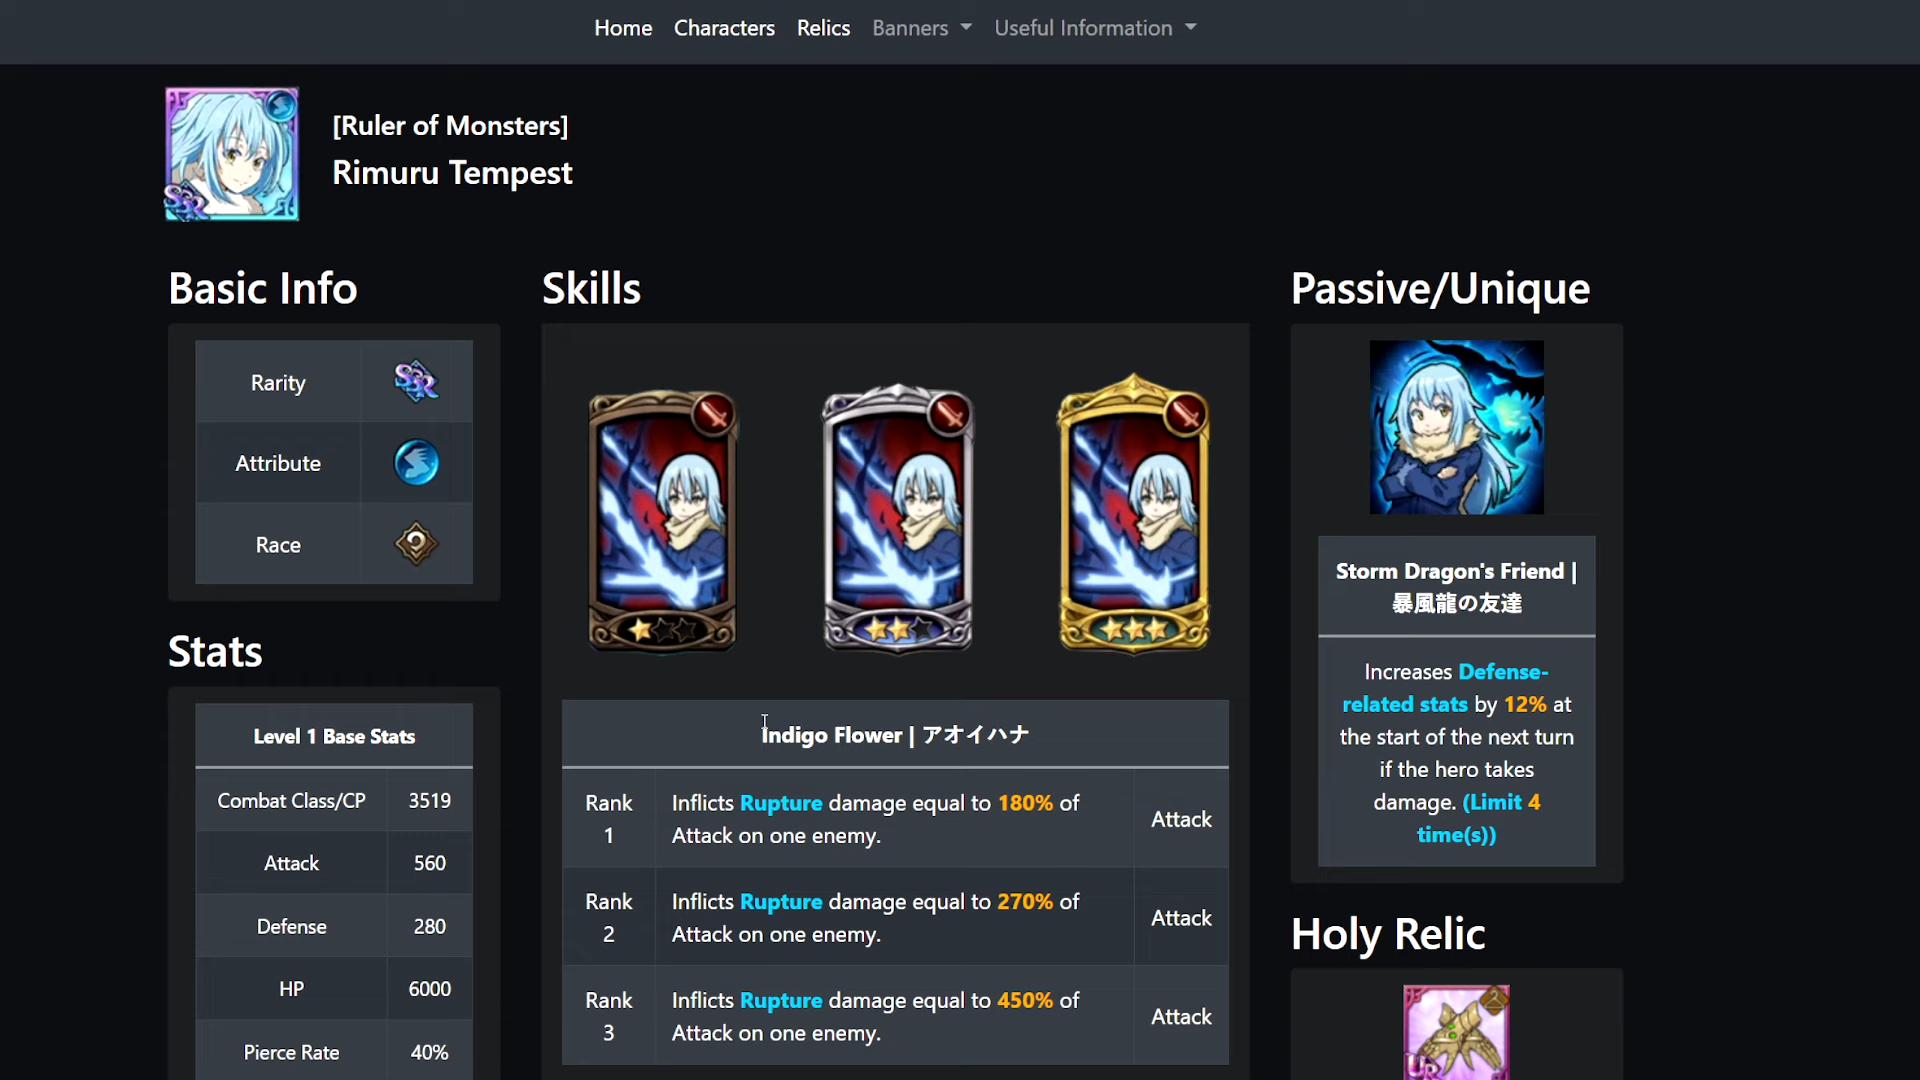 Home Characters Relics Banners Useful Information
[Ruler of Monsters]
Rimuru Tempest
SSR
Basic Info
Rarity SSR
Attribute
Race
Stats
Level 1 Base Stats
Combat Class/CP 3519
Attack 560
Defense 280
HP 6000
Pierce Rate 40%
Skills
Indigo Flower | アオイハナ
Rank
1
Inflicts Rupture damage equal to 180% of
Attack on one enemy.
Attack
Rank
2
Inflicts Rupture damage equal to 270% of
Attack on one enemy.
Attack
Rank
3
Inflicts Rupture damage equal to 450% of
Attack on one enemy.
Attack
Passive/Unique
Storm Dragon's Friend |
暴風龍の友達
Increases Defense-
related stats by 12% at
the start of the next turn
if the hero takes
damage. (Limit 4
time(s))
Holy Relic
UR